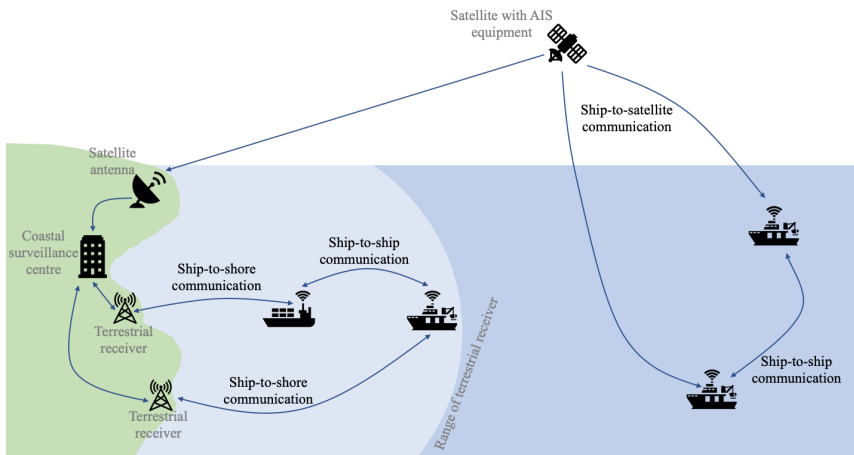 Satellite with AIS
equipment
Ship-to-satellite
communication
Satellite
antenna
Coastal
surveillance
centre
Ship-to-ship
communication
Ship-to-shore
communication
Terrestrial
receiver
Range of terrestrial receiver
Ship-to-ship
communication
Ship-to-shore
communication
Terrestrial
receiver